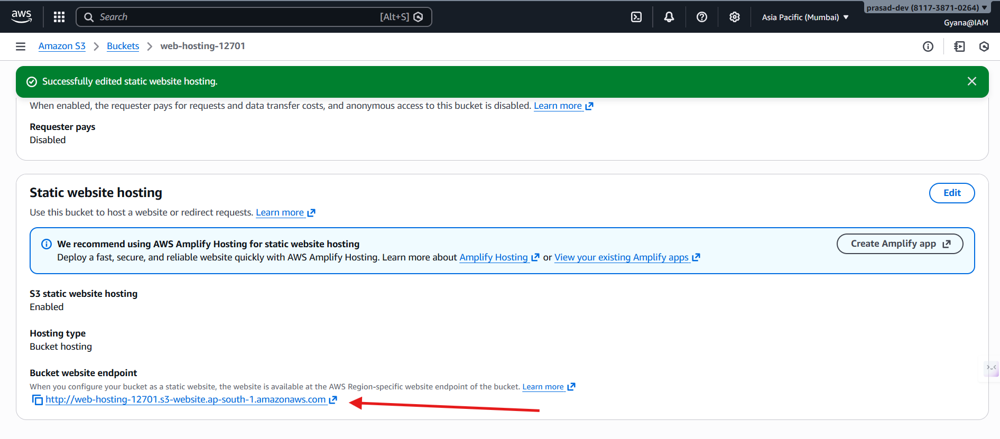 aws
Search
[Alt+S]
Asia Pacific (Mumbai)
prasad-dev (8117-3871-0264)
Gyana@IAM
Amazon S3
Buckets
web-hosting-12701
Successfully edited static website hosting.
When enabled, the requester pays for requests and data transfer costs, and anonymous access to this bucket is disabled. Learn more
Requester pays
Disabled
Static website hosting
Edit
Use this bucket to host a website or redirect requests. Learn more
We recommend using AWS Amplify Hosting for static website hosting
Create Amplify app
Deploy a fast, secure, and reliable website quickly with AWS Amplify Hosting. Learn more about Amplify Hosting or View your existing Amplify apps
S3 static website hosting
Enabled
Hosting type
Bucket hosting
Bucket website endpoint
When you configure your bucket as a static website, the website is available at the AWS Region-specific website endpoint of the bucket. Learn more
http://web-hosting-12701.s3-website.ap-south-1.amazonaws.com